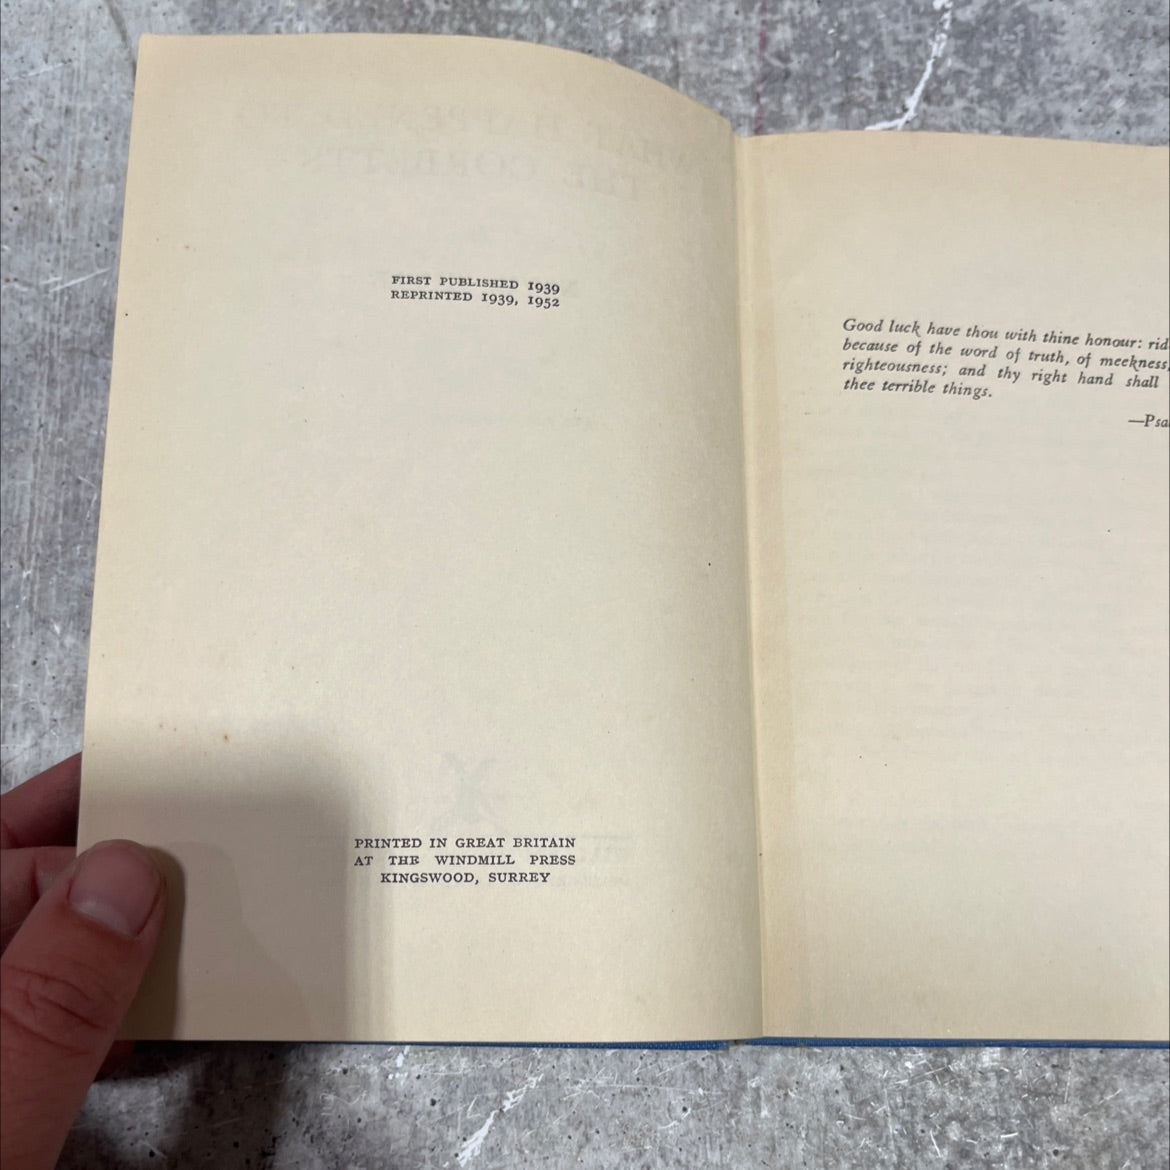 FIRST PUBLISHED 1939
REPRINTED 1939, 1952
PRINTED IN GREAT BRITAIN
AT THE WINDMILL PRESS
KINGSWOOD, SURREY
Good luck have thou with thine honour: rid
because of the word of truth, of meekness,
righteousness; and thy right hand shall
thee terrible things.
—Psa